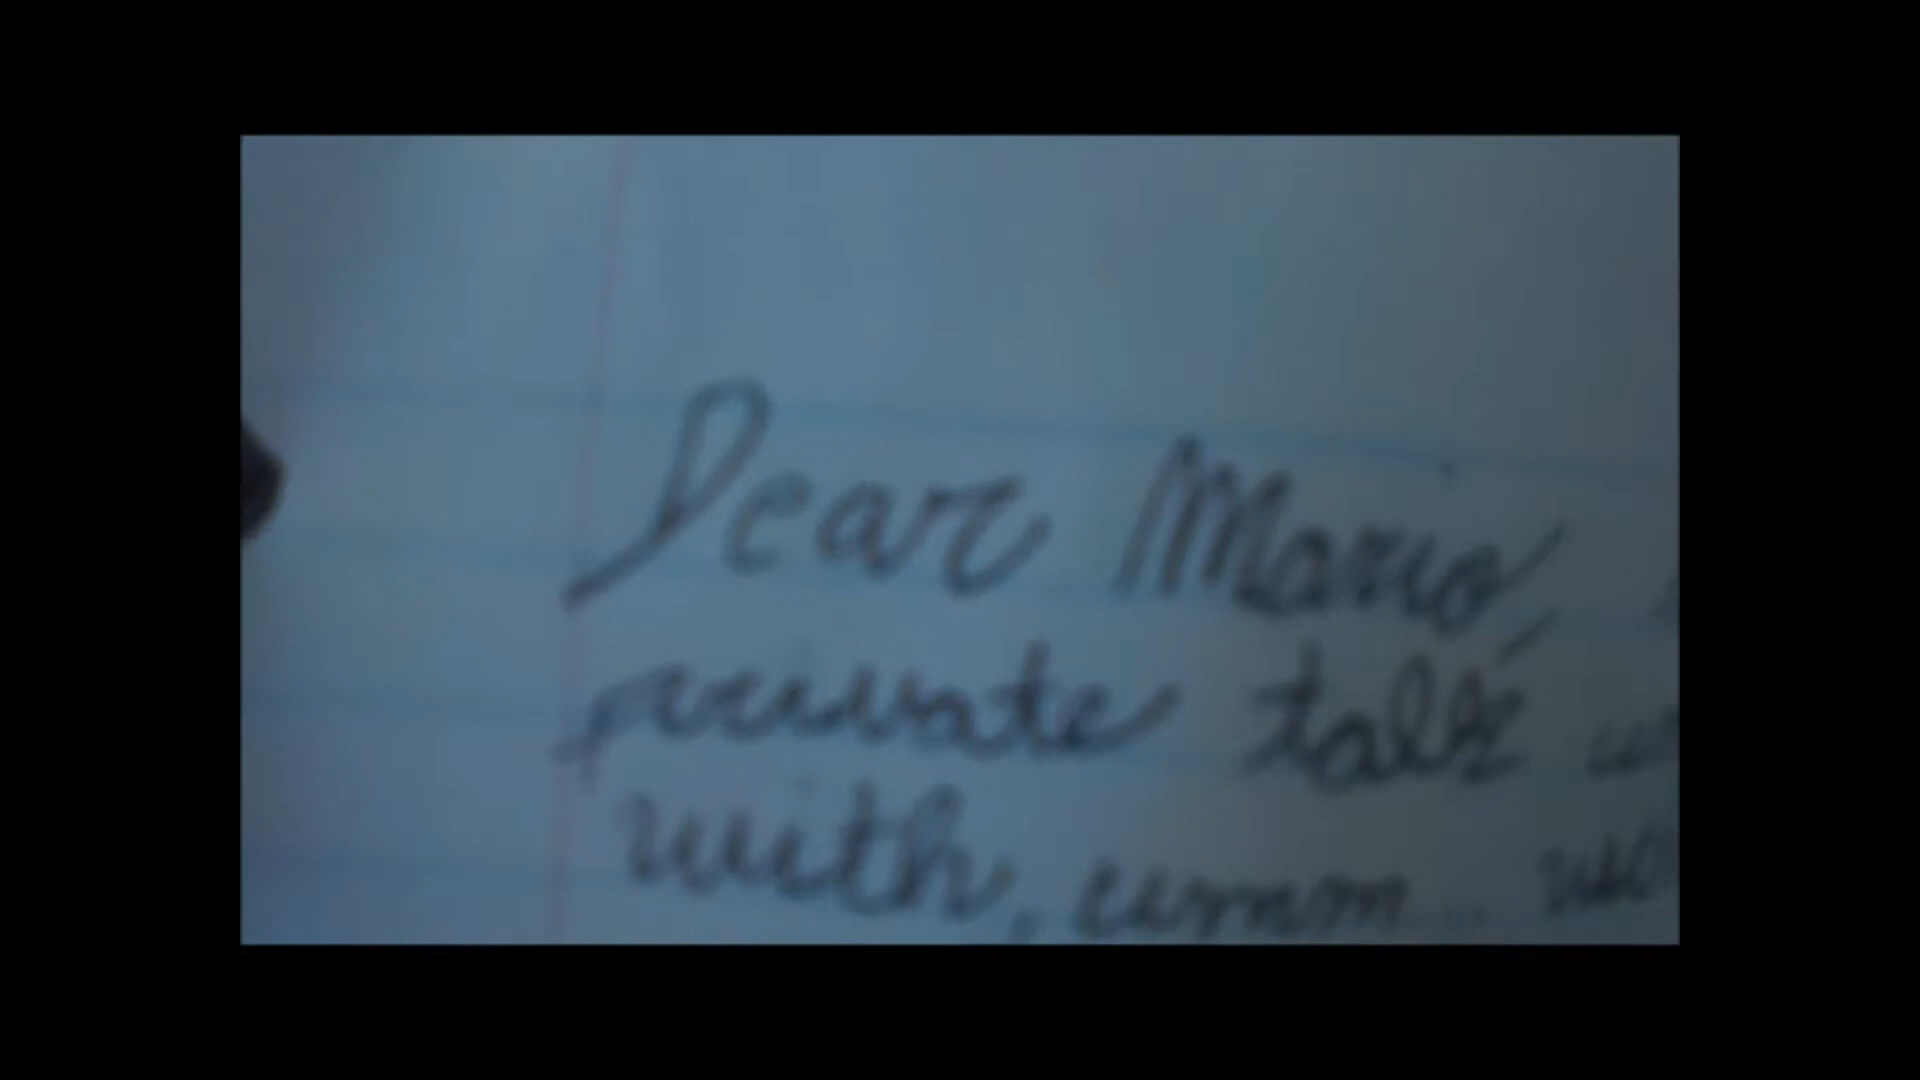 Dear Mario,
private talk
with, umm...